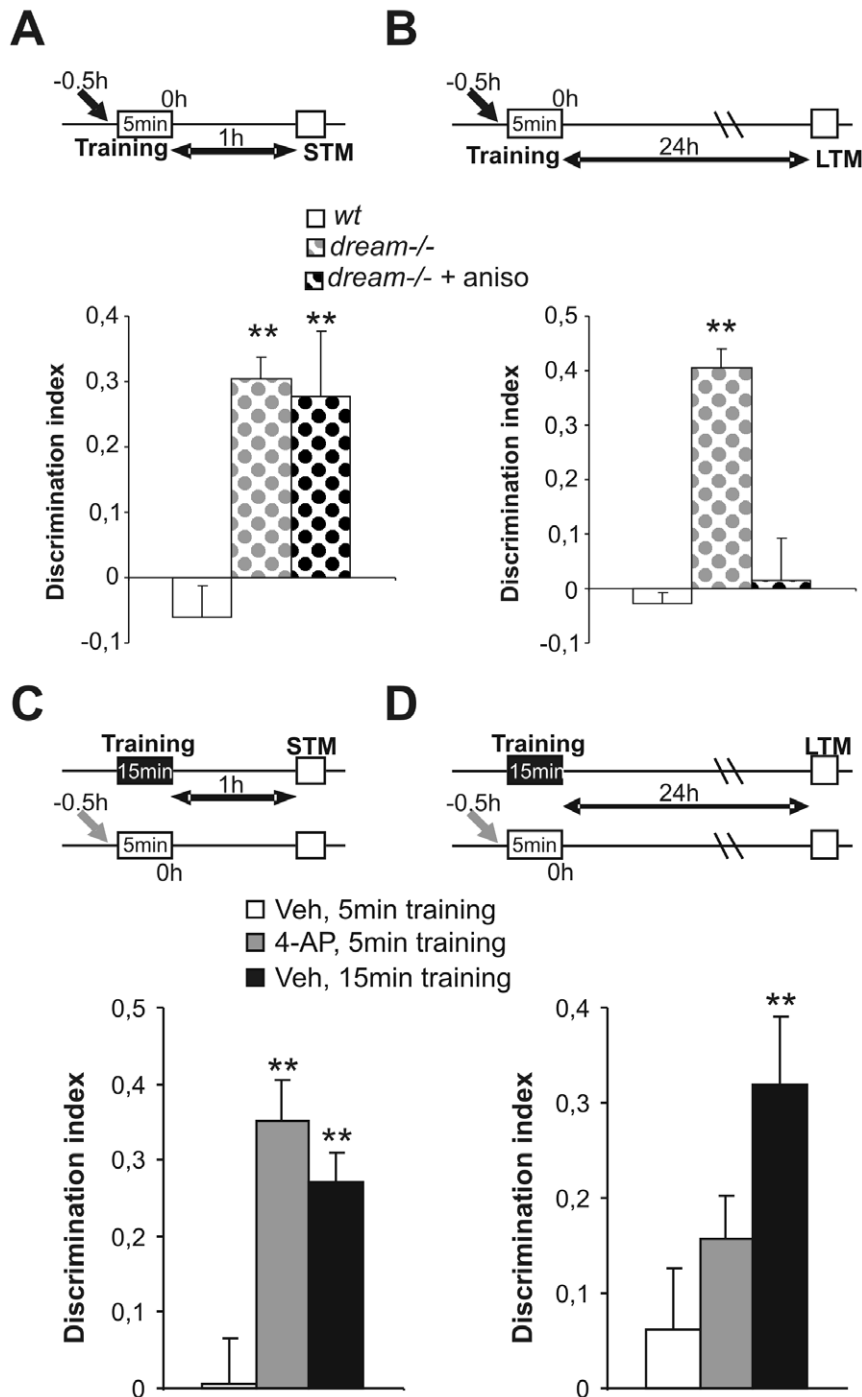 A
B
-0.5h
0h
5min
Training
1h
STM
-0.5h
0h
5min
Training
24h
LTM
wt
dream-/-
dream-/- + aniso
Discrimination index
0,4
0,3
0,2
0,1
0
-0,1
**
**
Discrimination index
0,5
0,4
0,3
0,2
0,1
0
-0,1
**
C
D
Training
STM
15min
1h
-0.5h
5min
0h
Training
LTM
15min
24h
-0.5h
5min
0h
Veh, 5min training
4-AP, 5min training
Veh, 15min training
Discrimination index
0,5
0,4
0,3
0,2
0,1
0
**
**
Discrimination index
0,4
0,3
0,2
0,1
0
**